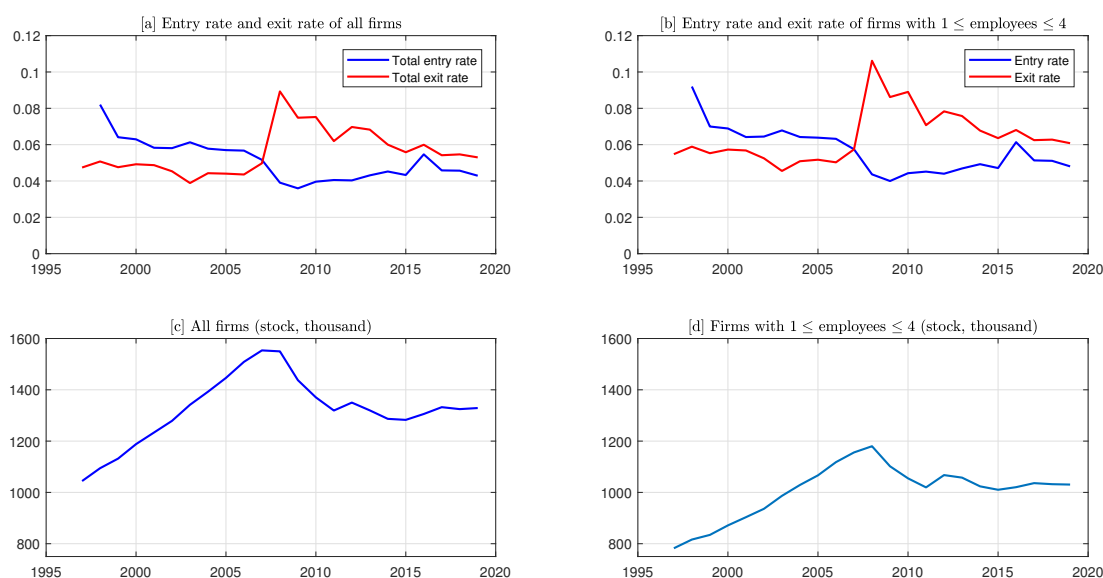 [a] Entry rate and exit rate of all firms
0.12
0.1
0.08
0.06
0.04
0.02
0
Total entry rate
Total exit rate
1995 2000 2005 2010 2015 2020
[b] Entry rate and exit rate of firms with 1 ≤ employees ≤ 4
0.12
0.1
0.08
0.06
0.04
0.02
0
Entry rate
Exit rate
1995 2000 2005 2010 2015 2020
[c] All firms (stock, thousand)
1600
1400
1200
1000
800
1995 2000 2005 2010 2015 2020
[d] Firms with 1 ≤ employees ≤ 4 (stock, thousand)
1600
1400
1200
1000
800
1995 2000 2005 2010 2015 2020